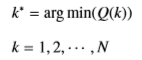 k* = arg min(Q(k))
k = 1, 2, ⋯, N